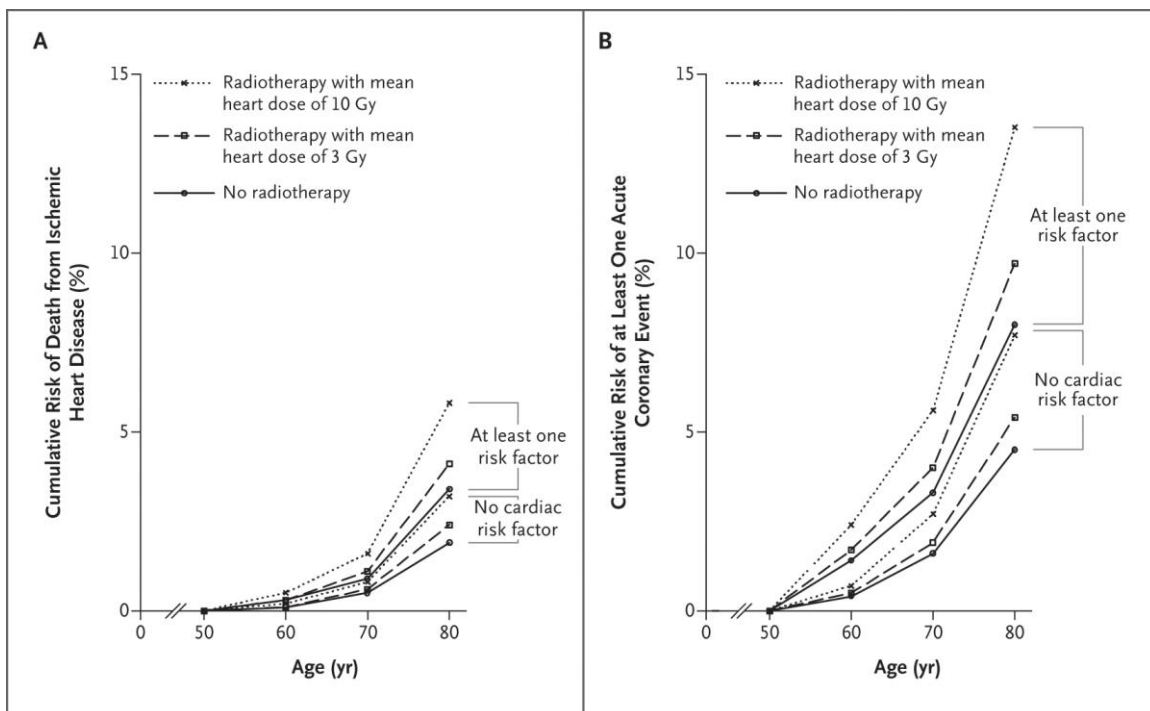 A
Cumulative Risk of Death from Ischemic
Heart Disease (%)
15
10
5
0
Radiotherapy with mean
heart dose of 10 Gy
Radiotherapy with mean
heart dose of 3 Gy
No radiotherapy
At least one
risk factor
No cardiac
risk factor
0
50
60
70
80
Age (yr)
B
Cumulative Risk of at Least One Acute
Coronary Event (%)
15
10
5
0
Radiotherapy with mean
heart dose of 10 Gy
Radiotherapy with mean
heart dose of 3 Gy
No radiotherapy
At least one
risk factor
No cardiac
risk factor
0
50
60
70
80
Age (yr)